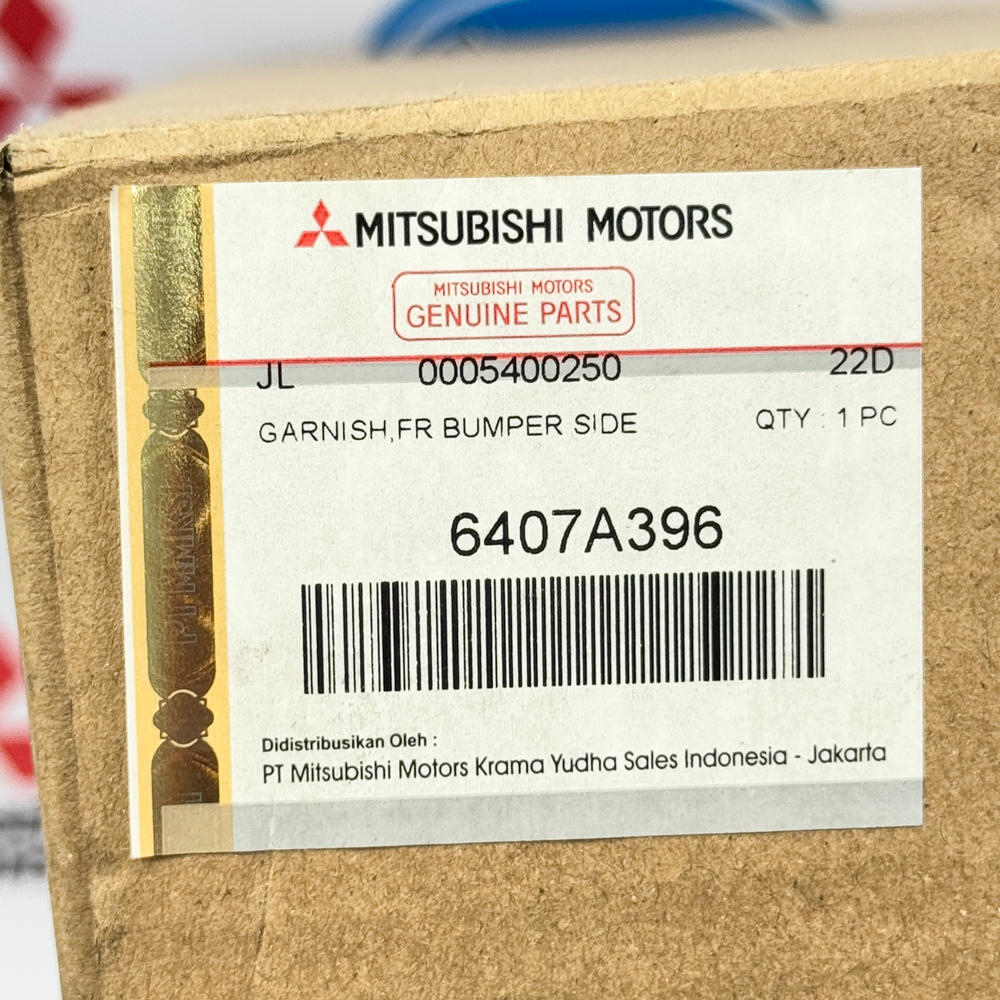 MITSUBISHI MOTORS
MITSUBISHI MOTORS
GENUINE PARTS
JL 0005400250 22D
GARNISH,FR BUMPER SIDE QTY : 1 PC
6407A396
Didistribusikan Oleh :
PT Mitsubishi Motors Krama Yudha Sales Indonesia - Jakarta